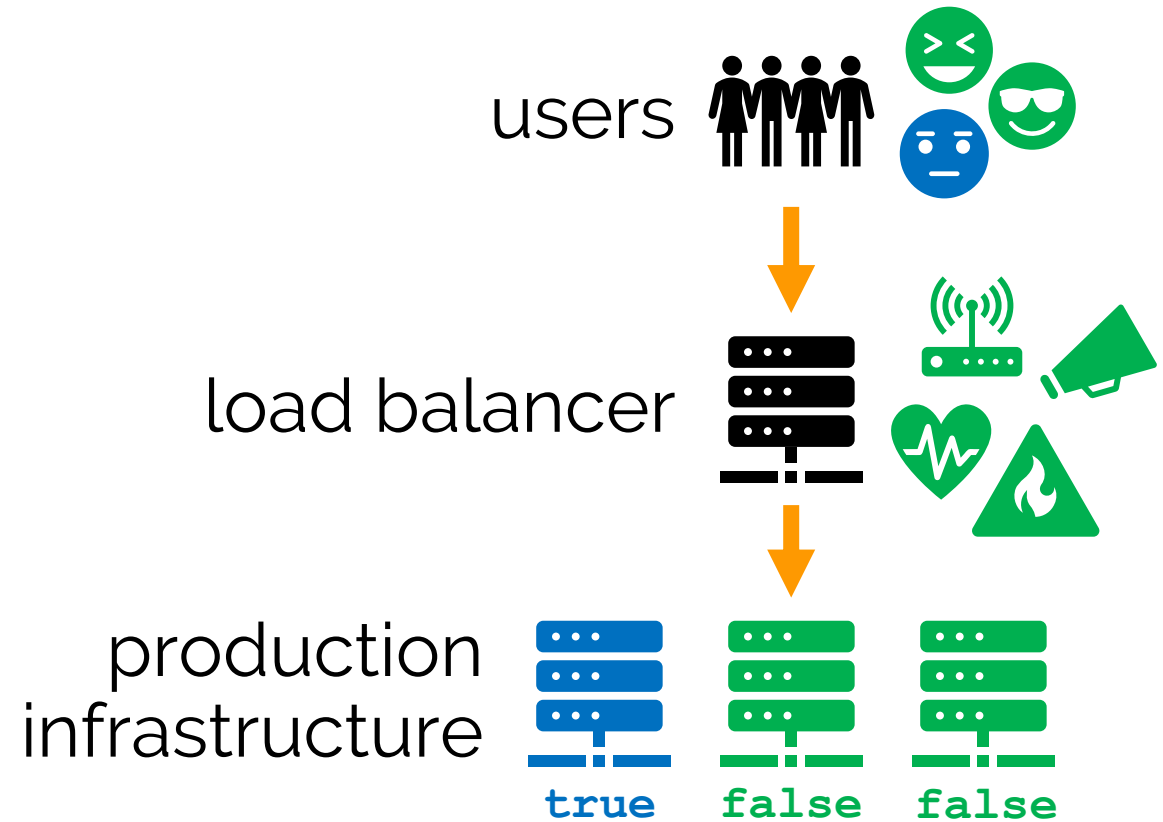 users
load balancer
production
infrastructure
true
false
false